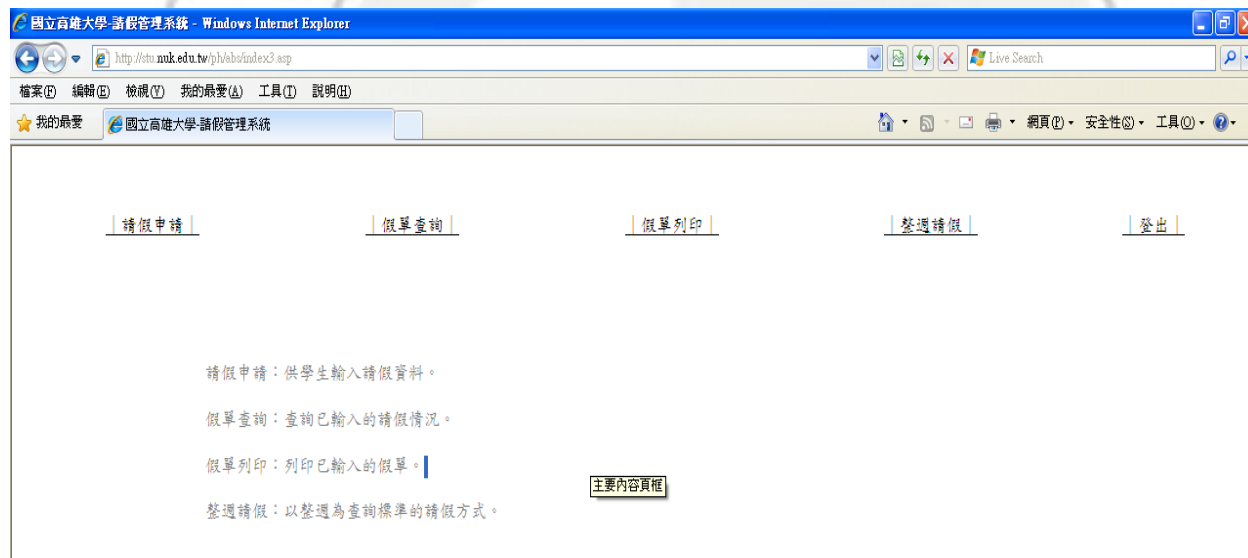 國立高雄大學-請假管理系統 - Windows Internet Explorer
http://stu.nuk.edu.tw/ph/abs/index3.asp
Live Search
檔案(F) 編輯(E) 檢視(V) 我的最愛(A) 工具(T) 說明(H)
我的最愛 國立高雄大學-請假管理系統 網頁(P) 安全性(S) 工具(O)
|請假申請| |假單查詢| |假單列印| |整週請假| |登出|
請假申請：供學生輸入請假資料。
假單查詢：查詢已輸入的請假情況。
假單列印：列印已輸入的假單。
主要內容頁框
整週請假：以整週為查詢標準的請假方式。